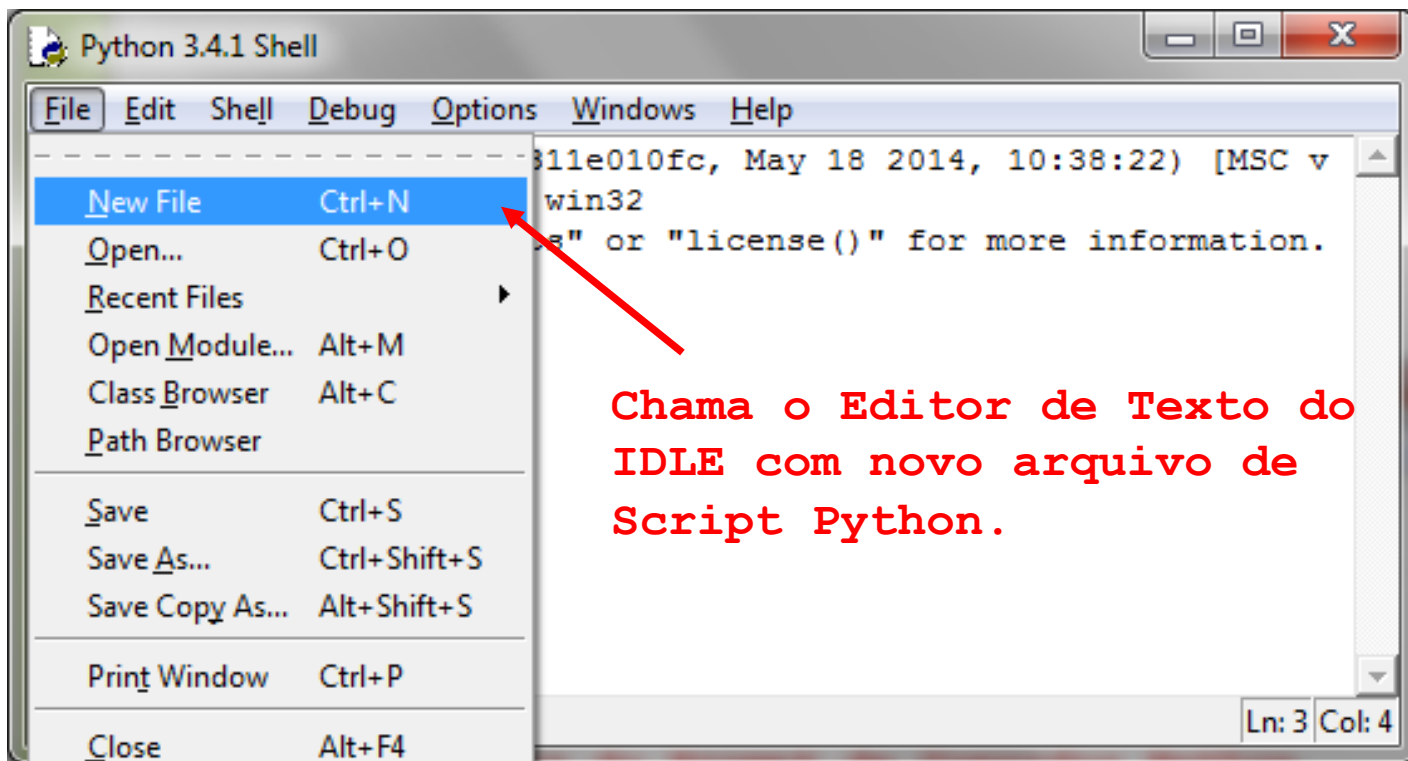 Python 3.4.1 Shell
File Edit Shell Debug Options Windows Help
811e010fc, May 18 2014, 10:38:22) [MSC v
New File Ctrl+N
win32
Open... Ctrl+O
s" or "license()" for more information.
Recent Files
Open Module... Alt+M
Class Browser Alt+C
Path Browser
Chama o Editor de Texto do
IDLE com novo arquivo de
Script Python.
Save Ctrl+S
Save As... Ctrl+Shift+S
Save Copy As... Alt+Shift+S
Print Window Ctrl+P
Close Alt+F4
Ln: 3 Col: 4